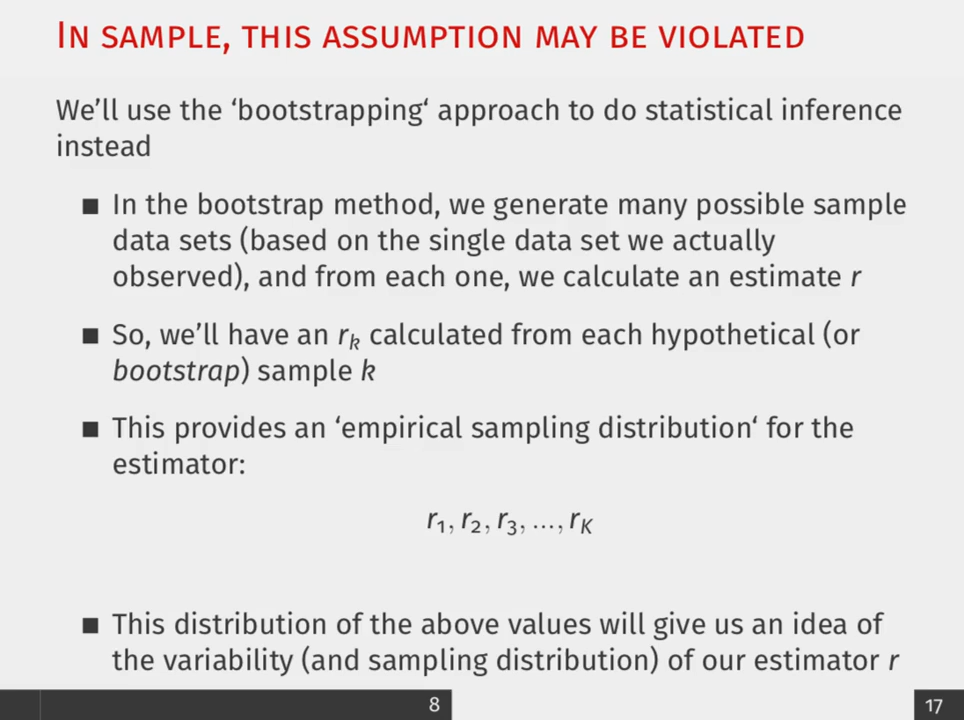 IN SAMPLE, THIS ASSUMPTION MAY BE VIOLATED
We’ll use the ‘bootstrapping‘ approach to do statistical inference
instead
■ In the bootstrap method, we generate many possible sample
data sets (based on the single data set we actually
observed), and from each one, we calculate an estimate r
■ So, we’ll have an rₖ calculated from each hypothetical (or
bootstrap) sample k
■ This provides an ‘empirical sampling distribution‘ for the
estimator:
r₁, r₂, r₃, ..., r_K
■ This distribution of the above values will give us an idea of
the variability (and sampling distribution) of our estimator r
8
17